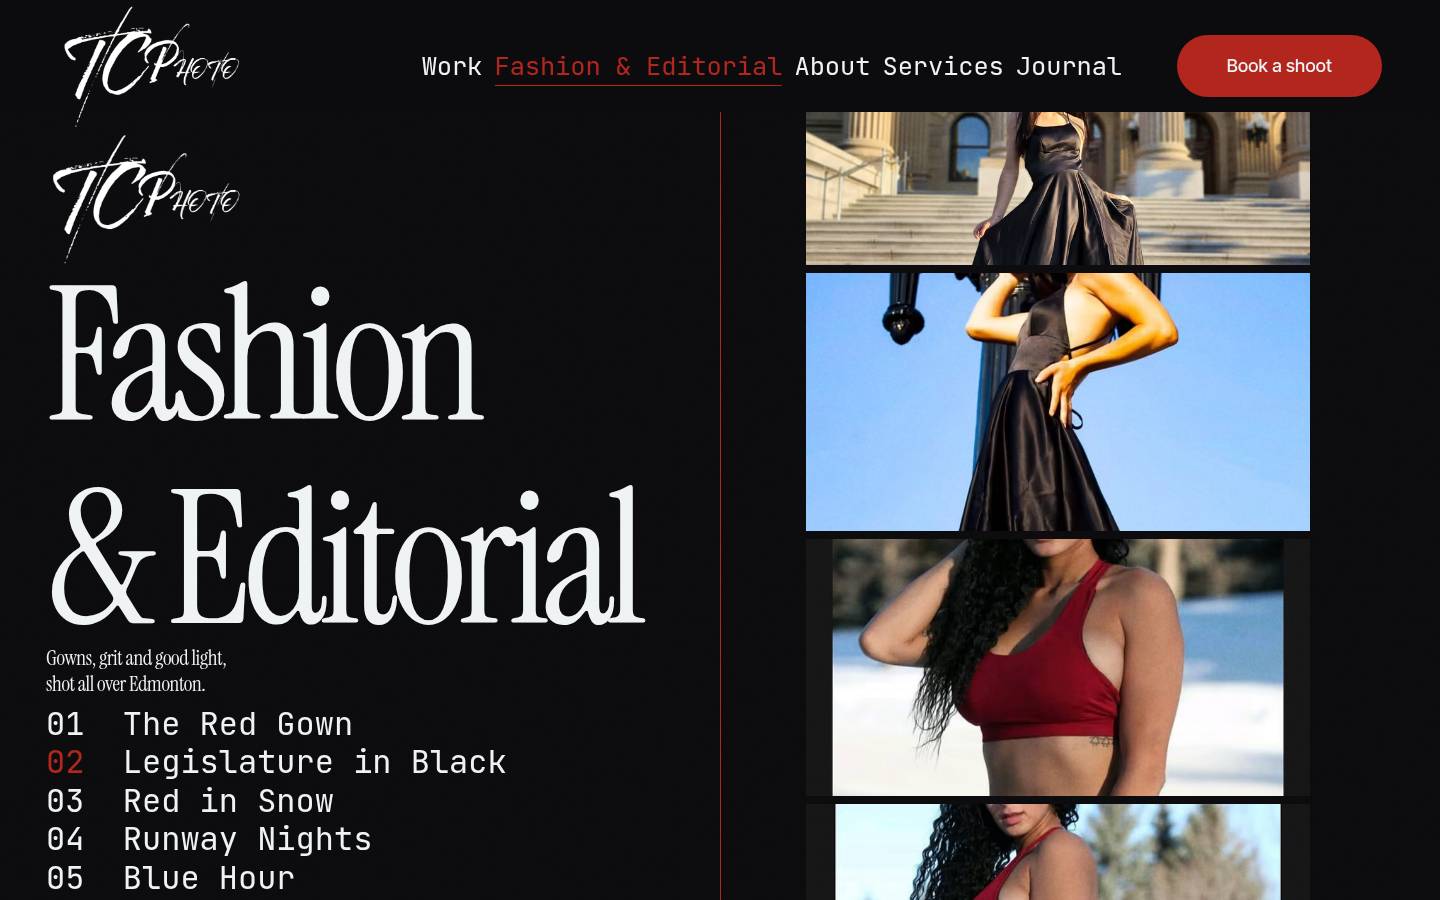 TCPHOTO
Work Fashion & Editorial About Services Journal
Book a shoot
TCPHOTO
Fashion
& Editorial
Gowns, grit and good light,
shot all over Edmonton.
01 The Red Gown
02 Legislature in Black
03 Red in Snow
04 Runway Nights
05 Blue Hour